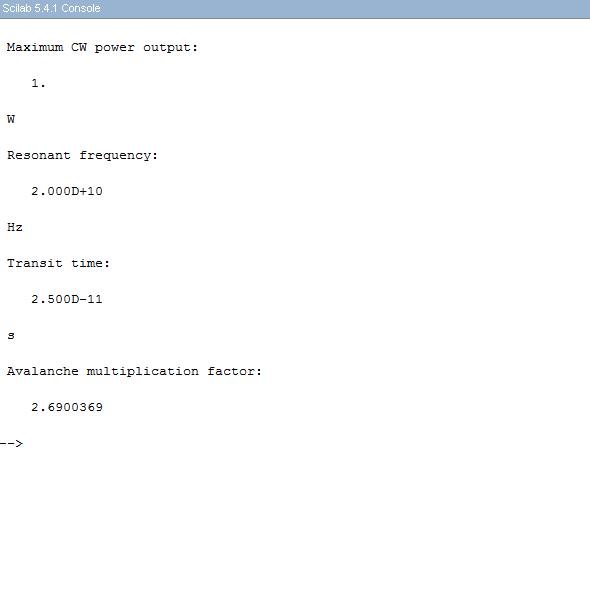 Scilab 5.4.1 Console
Maximum CW power output:
1.
W
Resonant frequency:
2.000D+10
Hz
Transit time:
2.500D-11
s
Avalanche multiplication factor:
2.6900369
-->